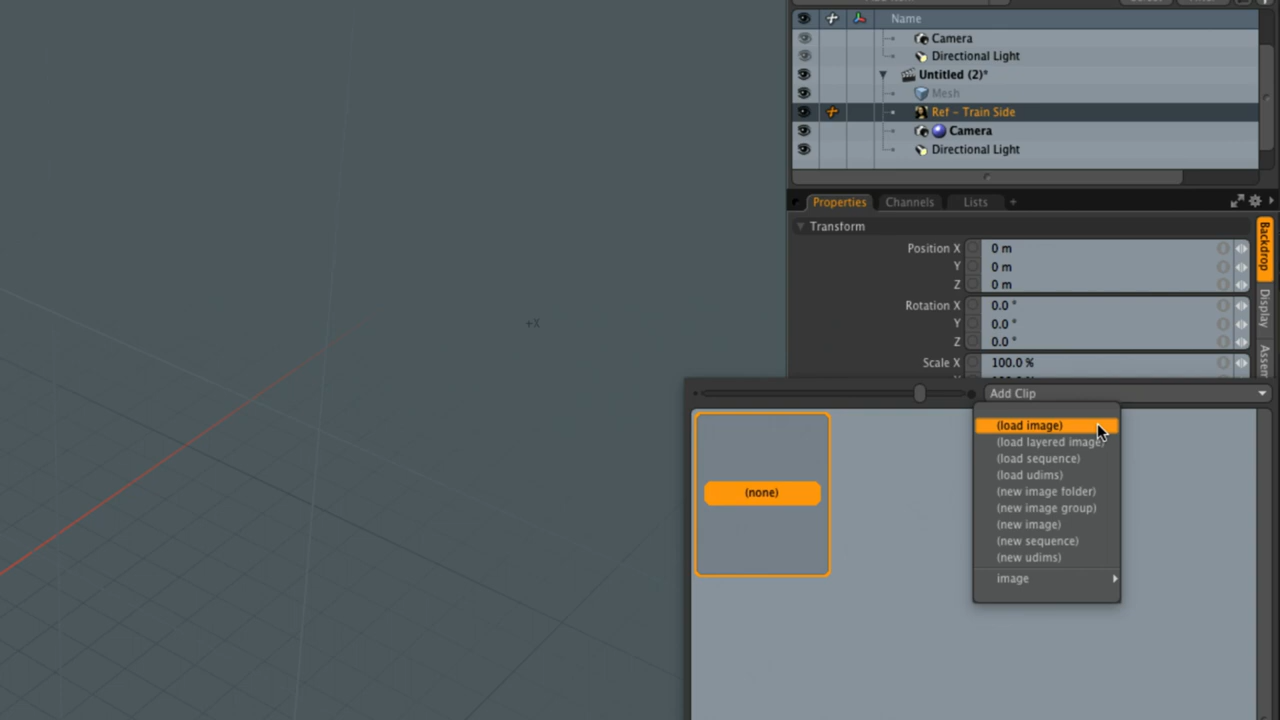 Name
Camera
Directional Light
Untitled (2)*
Mesh
Ref - Train Side
Camera
Directional Light
Properties Channels Lists +
Transform
Position X 0 m
Y 0 m
Z 0 m
Rotation X 0.0 °
Y 0.0 °
Z 0.0 °
Scale X 100.0 %
Backdrop
Display
Assem
+X
Add Clip
(none)
(load image)
(load layered image)
(load sequence)
(load udims)
(new image folder)
(new image group)
(new image)
(new sequence)
(new udims)
image